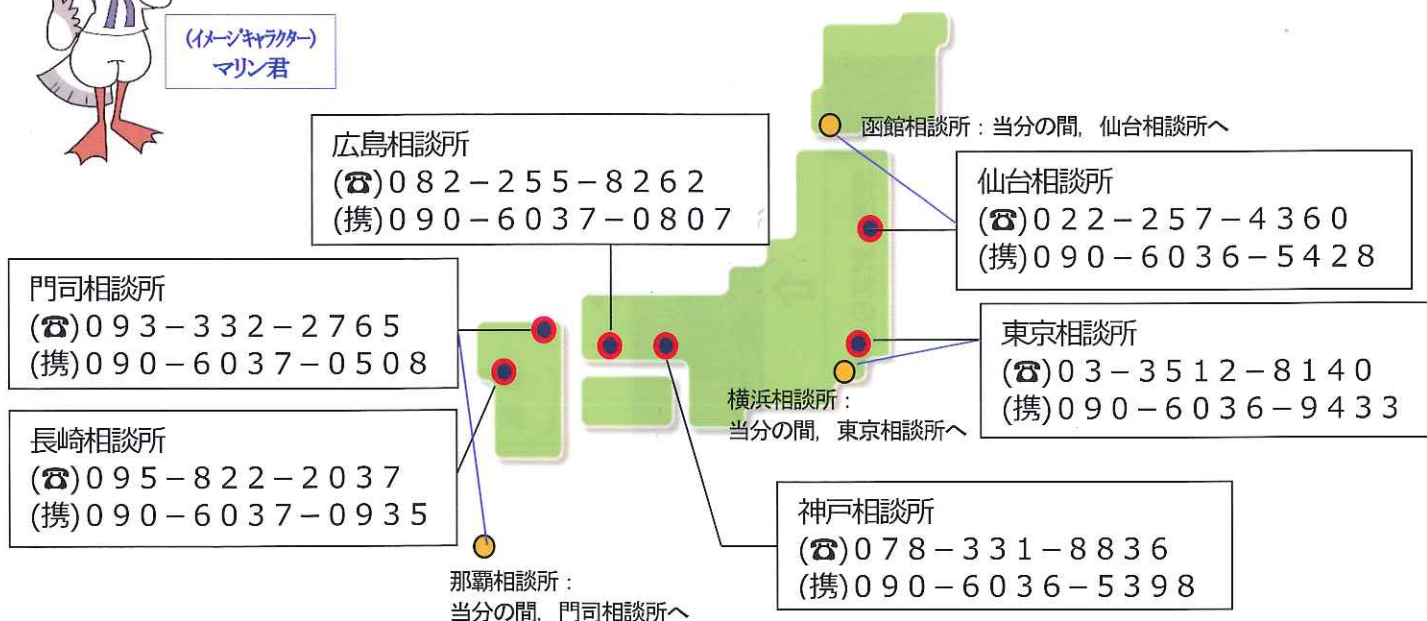 (イメージキャラクター)
マリン君
函館相談所：当分の間，仙台相談所へ
広島相談所
(☎)082－255－8262
(携)090－6037－0807
仙台相談所
(☎)022－257－4360
(携)090－6036－5428
門司相談所
(☎)093－332－2765
(携)090－6037－0508
東京相談所
(☎)03－3512－8140
(携)090－6036－9433
横浜相談所：
当分の間，東京相談所へ
長崎相談所
(☎)095－822－2037
(携)090－6037－0935
神戸相談所
(☎)078－331－8836
(携)090－6036－5398
那覇相談所：
当分の間，門司相談所へ